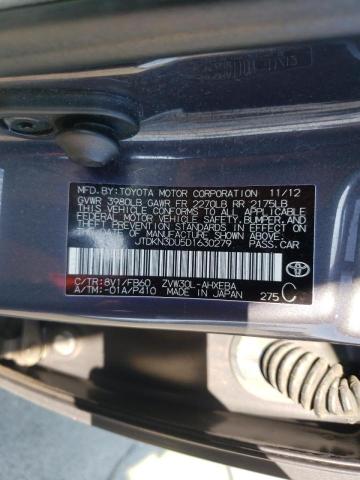 MFD.BY:TOYOTA MOTOR CORPORATION 11/12
GVWR 3980LB GAWR FR 2270LB RR 2175LB
THIS VEHICLE CONFORMS TO ALL APPLICABLE
FEDERAL MOTOR VEHICLE SAFETY,BUMPER,AND
THEFT PREVENTION STANDARDS IN EFFECT ON
THE DATE OF MANUFACTURE SHOWN ABOVE.
JTDKN3DU5D1630279 PASS.CAR
C/TR:8V1/FB60 ZVW30L-AHXEBA
A/TM:-01A/P410 MADE IN JAPAN 275 C
TOYOTA